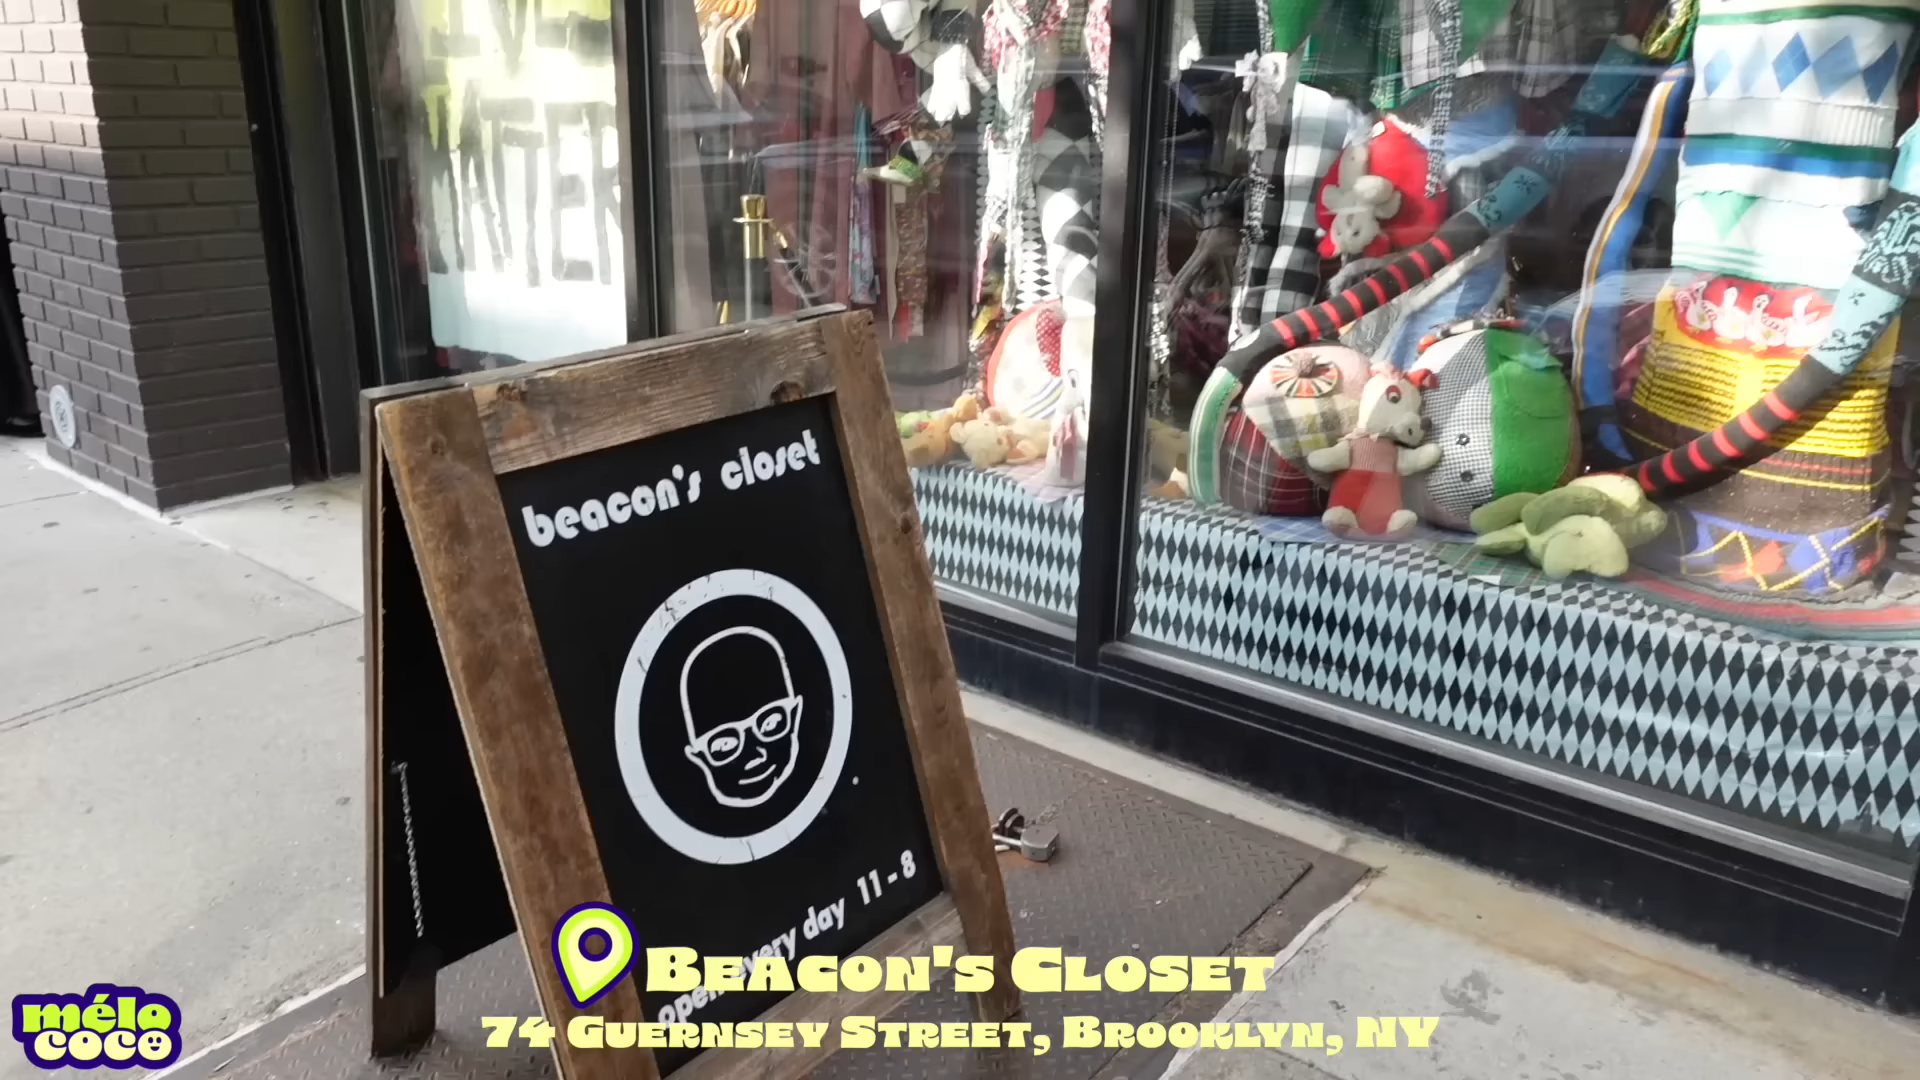 beacon's closet
open every day 11-8
Beacon's Closet
74 Guernsey Street, Brooklyn, NY
mélo
coco